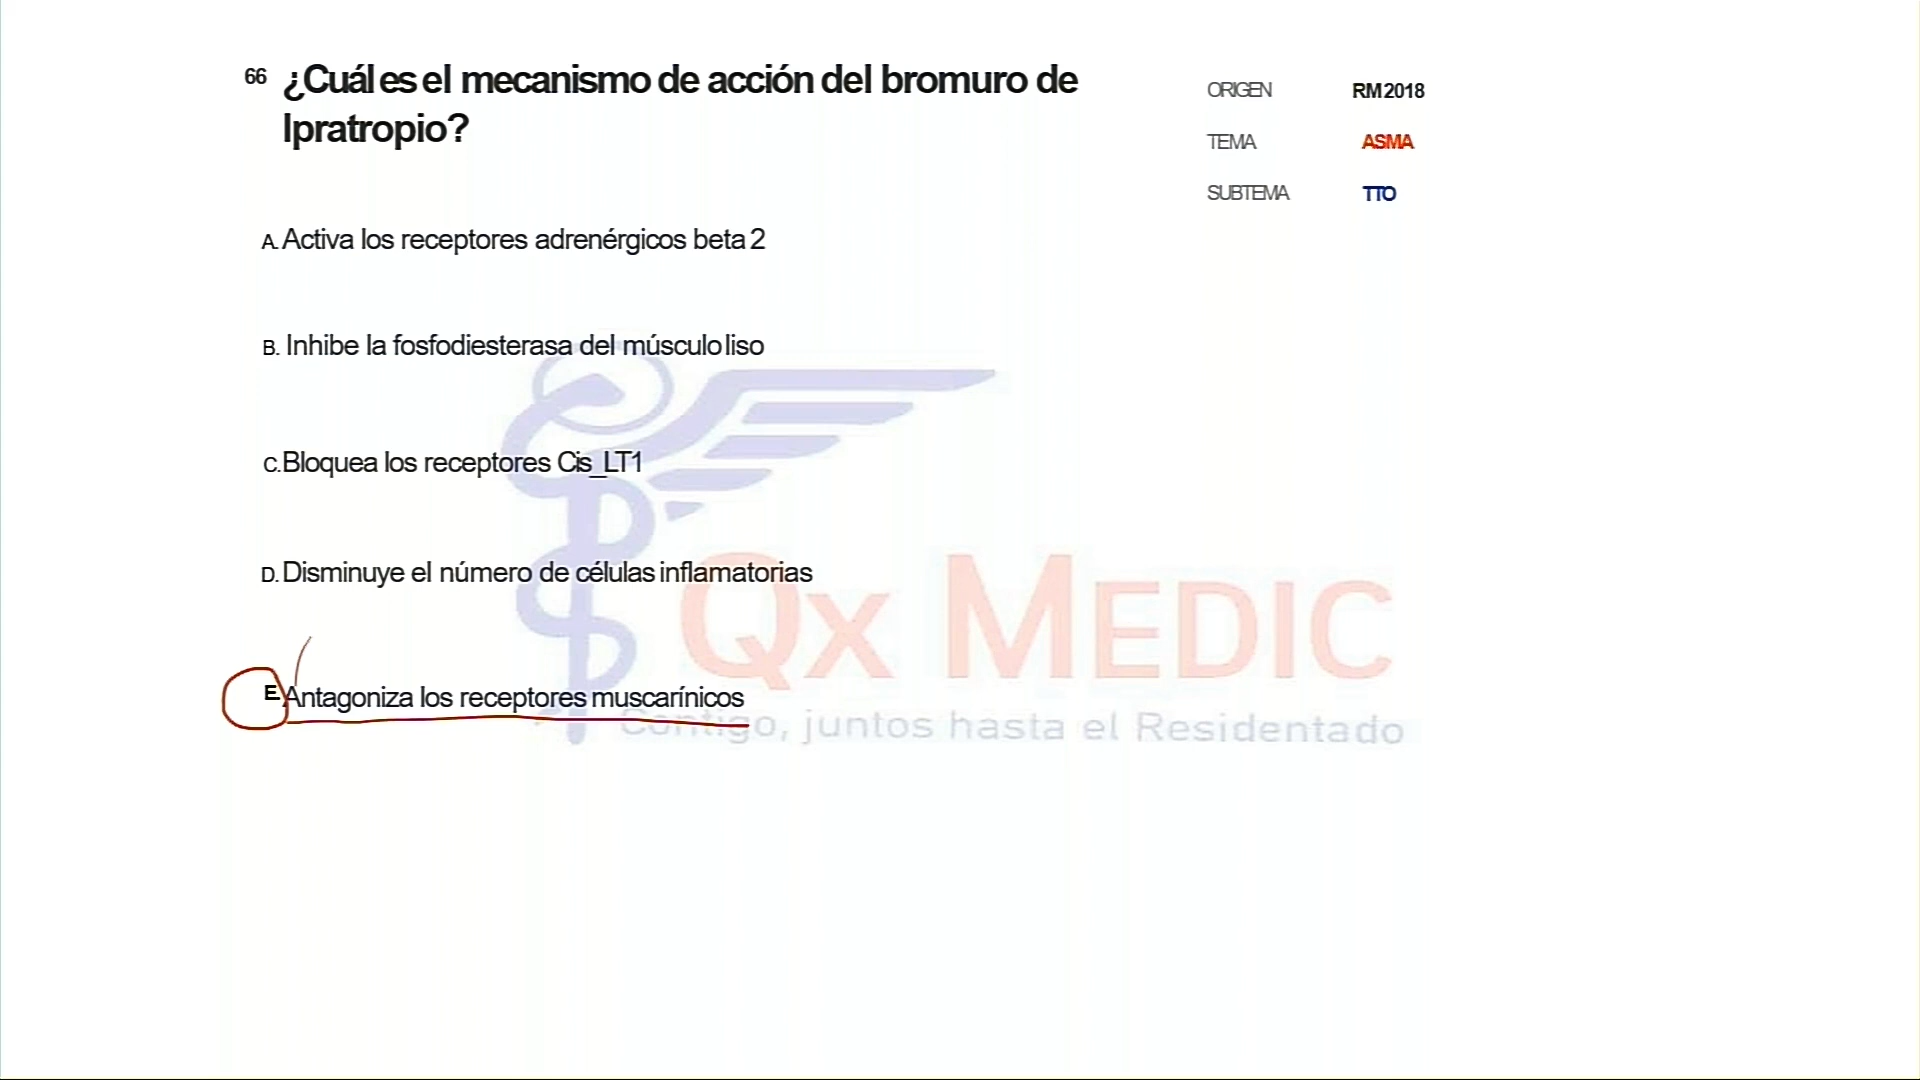 66 ¿Cuál es el mecanismo de acción del bromuro de
Ipratropio?
ORIGEN RM 2018
TEMA ASMA
SUBTEMA TTO
A. Activa los receptores adrenérgicos beta 2
B. Inhibe la fosfodiesterasa del músculo liso
C. Bloquea los receptores Cis_LT1
D. Disminuye el número de células inflamatorias
E. Antagoniza los receptores muscarínicos
Qx MEDIC
Contigo, juntos hasta el Residentado